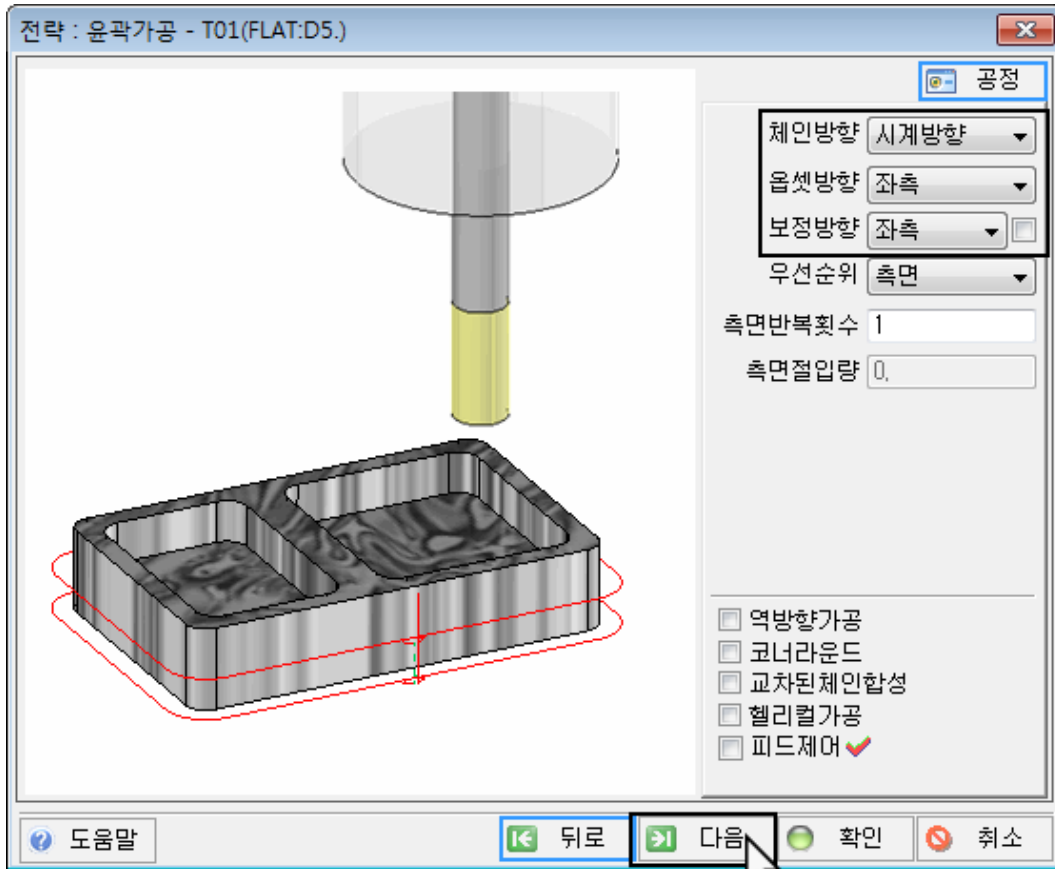 전략 : 윤곽가공 - T01(FLAT:D5.)
공정
체인방향 시계방향
옵셋방향 좌측
보정방향 좌측
우선순위 측면
측면반복횟수 1
측면절입량 0,
역방향가공
코너라운드
교차된체인합성
헬리컬가공
피드제어
도움말 뒤로 다음 확인 취소